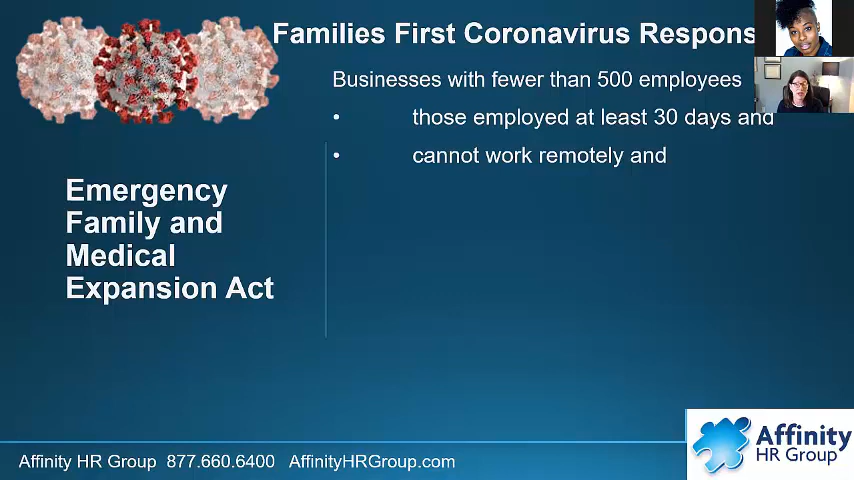 Families First Coronavirus Respons
Businesses with fewer than 500 employees
• those employed at least 30 days and
• cannot work remotely and
Emergency
Family and
Medical
Expansion Act
Affinity HR Group 877.660.6400 AffinityHRGroup.com
Affinity
HR Group